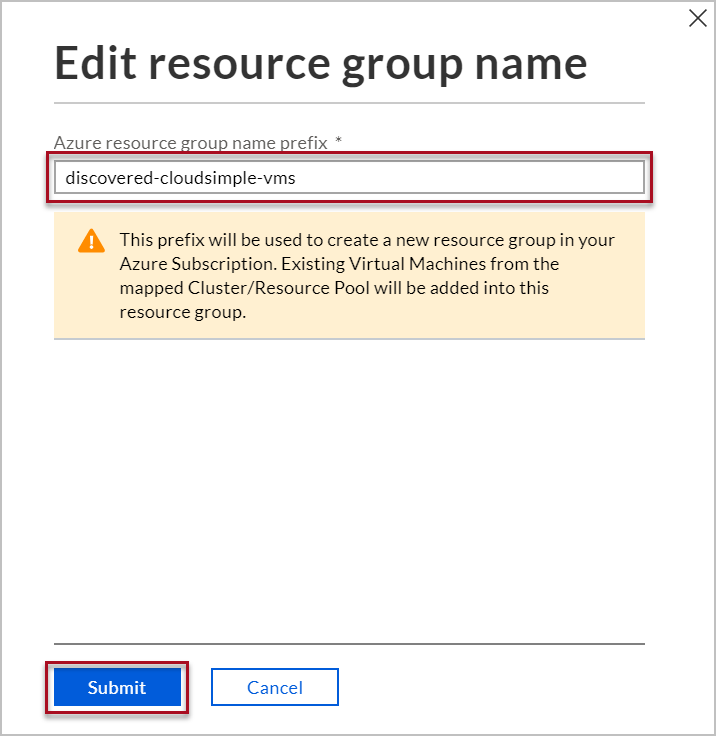 Edit resource group name
Azure resource group name prefix *
discovered-cloudsimple-vms
This prefix will be used to create a new resource group in your
Azure Subscription. Existing Virtual Machines from the
mapped Cluster/Resource Pool will be added into this
resource group.
Submit
Cancel